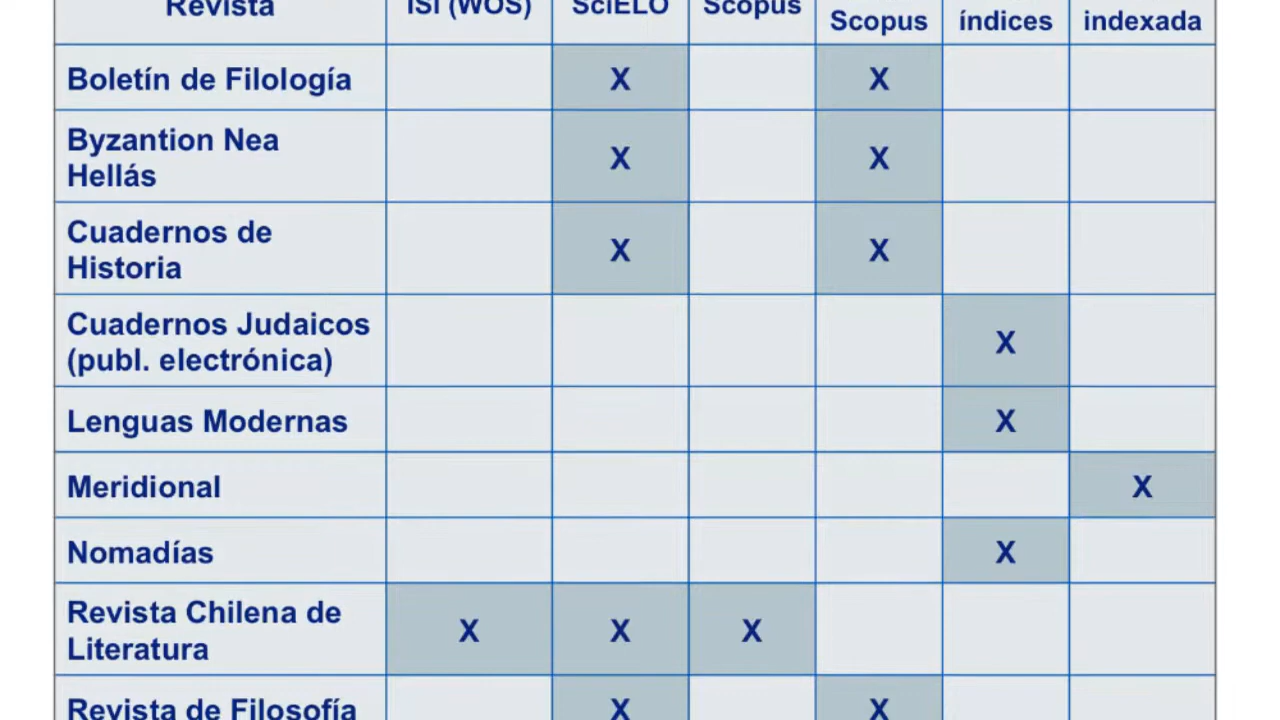 Revista ISI (WOS) SciELO Scopus Scopus índices indexada
Boletín de Filología X X
Byzantion Nea
Hellás X X
Cuadernos de
Historia X X
Cuadernos Judaicos
(publ. electrónica) X
Lenguas Modernas X
Meridional X
Nomadías X
Revista Chilena de
Literatura X X X
Revista de Filosofía X X